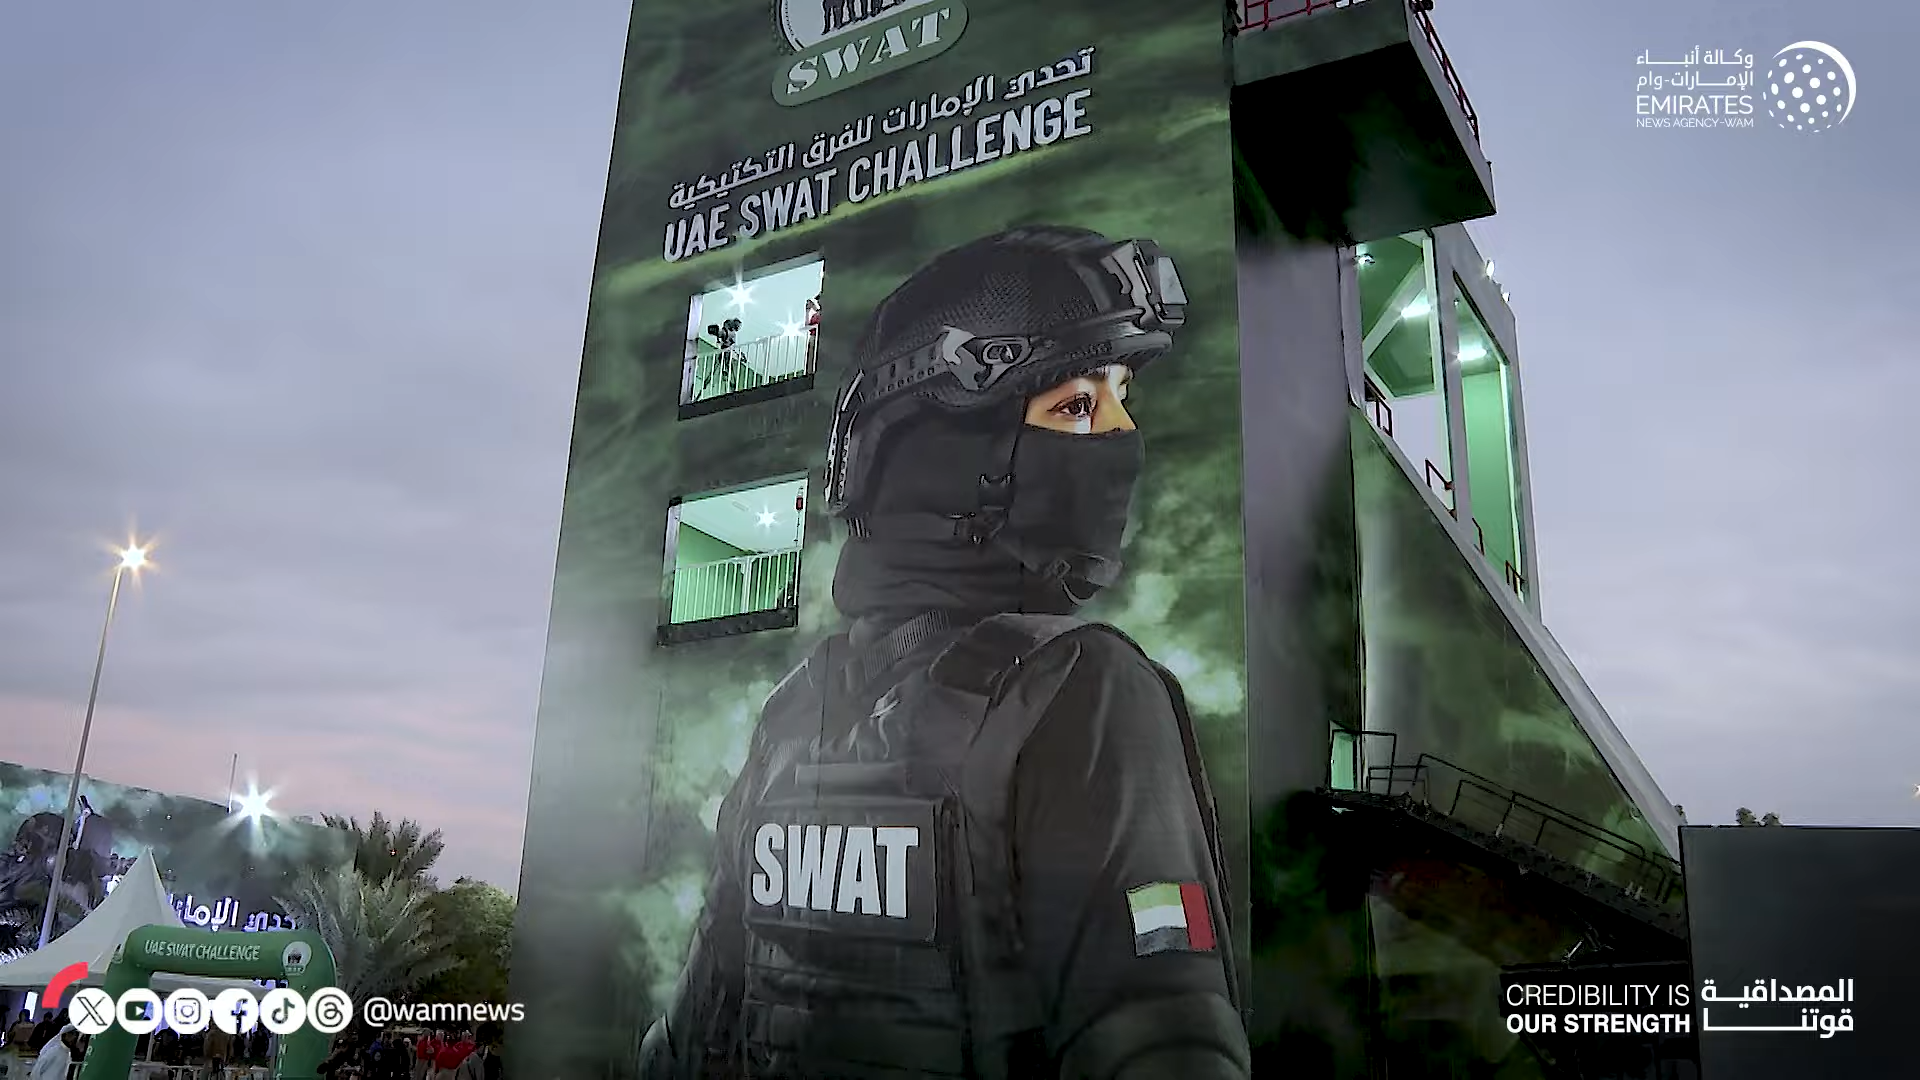 SWAT
تحدي الإمارات للفرق التكتيكية
UAE SWAT CHALLENGE
وكالة أنباء
الإمارات-وام
EMIRATES
NEWS AGENCY-WAM
SWAT
UAE SWAT CHALLENGE
@wamnews
CREDIBILITY IS
OUR STRENGTH
المصداقية
قوتنا